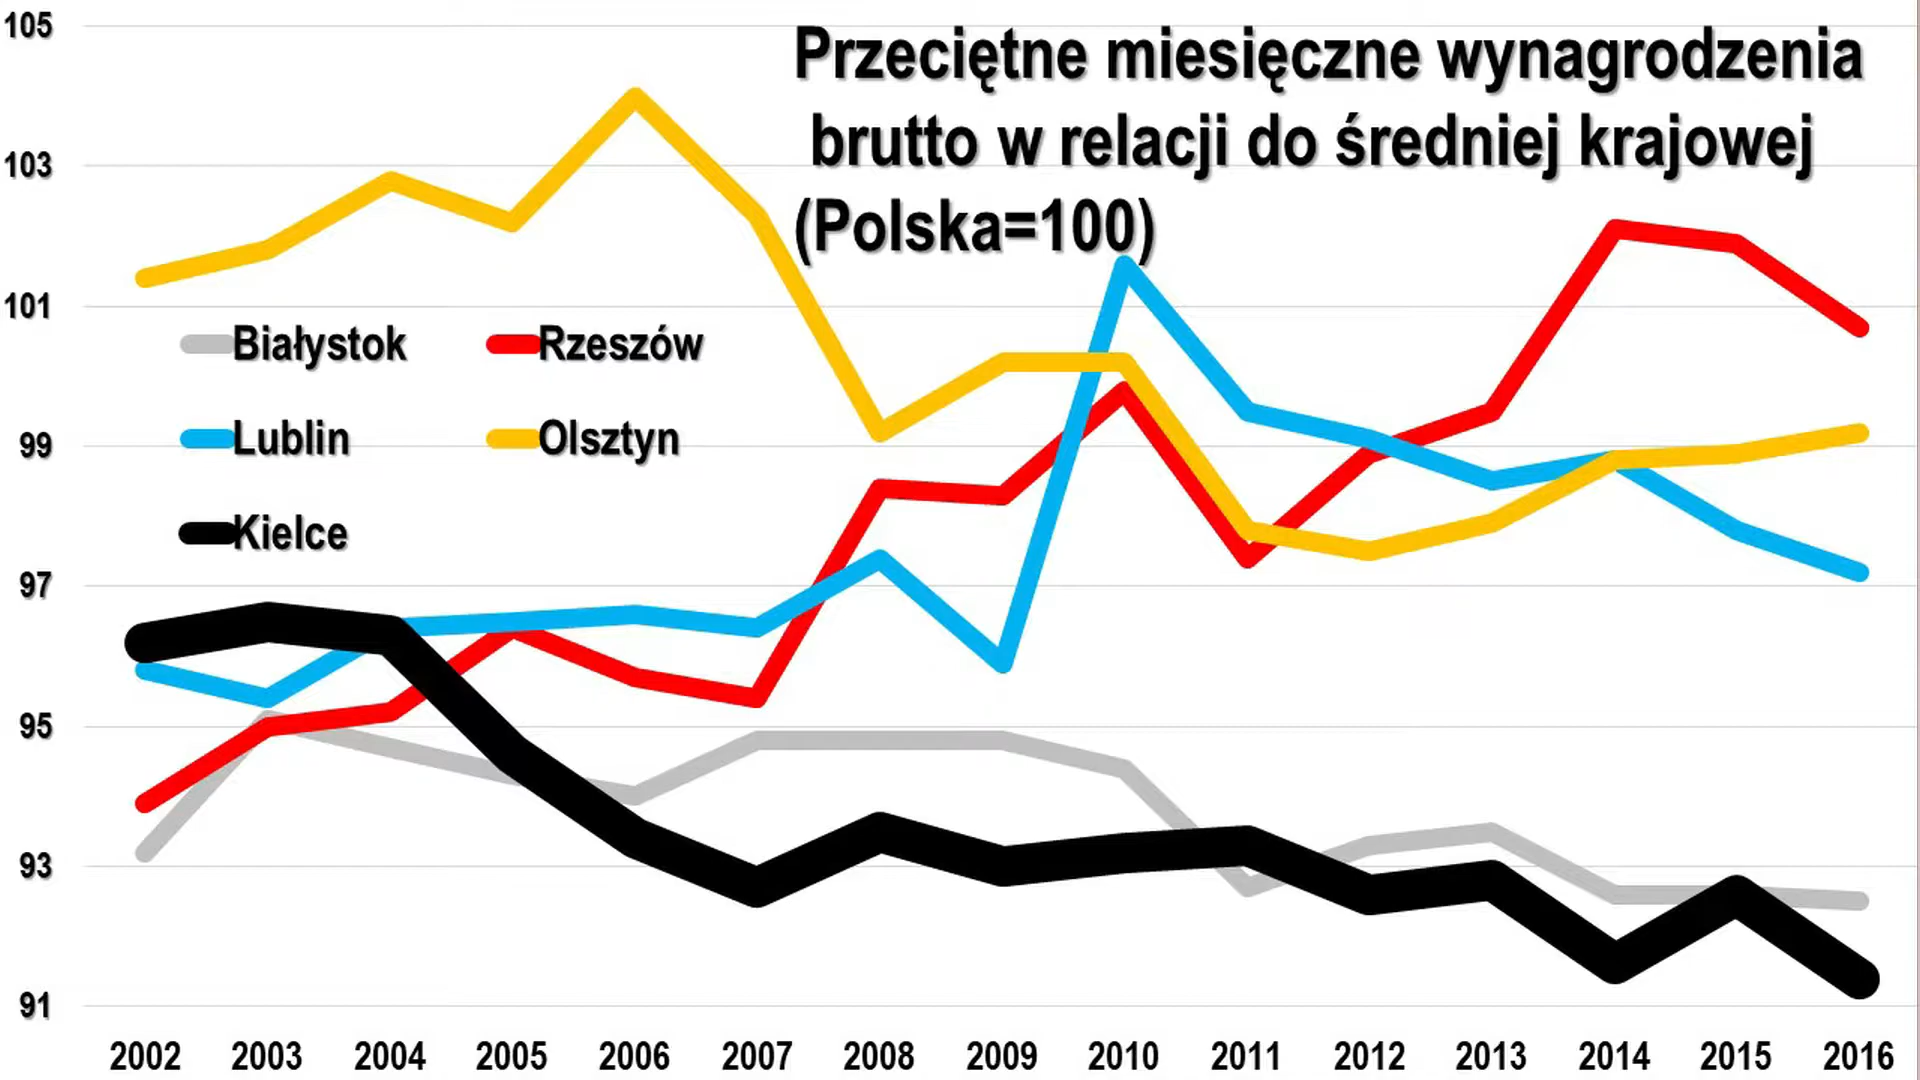 Przeciętne miesięczne wynagrodzenia
brutto w relacji do średniej krajowej
(Polska=100)
105
103
101
99
97
95
93
91
Białystok
Rzeszów
Lublin
Olsztyn
Kielce
2002 2003 2004 2005 2006 2007 2008 2009 2010 2011 2012 2013 2014 2015 2016